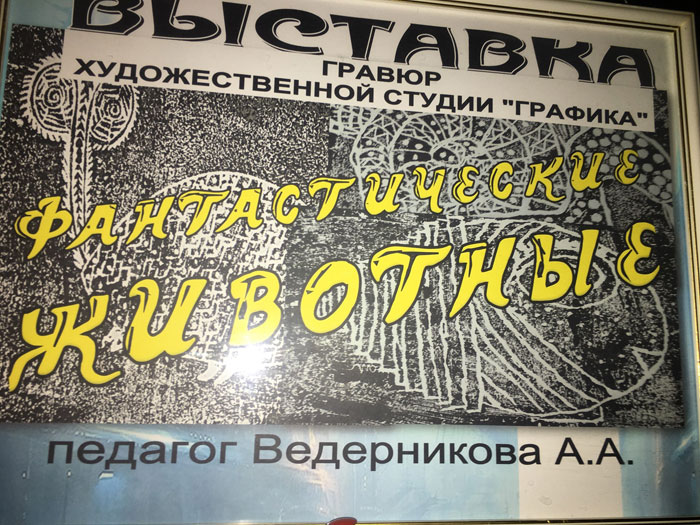 ВЫСТАВКА
ГРАВЮР
ХУДОЖЕСТВЕННОЙ СТУДИИ "ГРАФИКА"
ФАНТАСТИЧЕСКИЕ
ЖИВОТНЫЕ
педагог Ведерникова А.А.